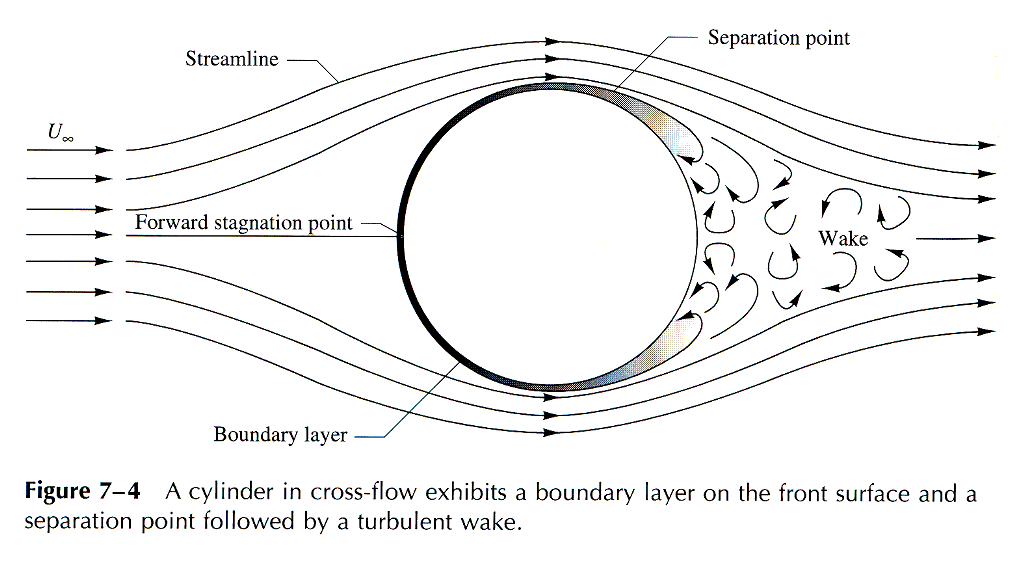 Separation point
Streamline
U∞
Forward stagnation point
Wake
Boundary layer
Figure 7–4 A cylinder in cross-flow exhibits a boundary layer on the front surface and a
separation point followed by a turbulent wake.